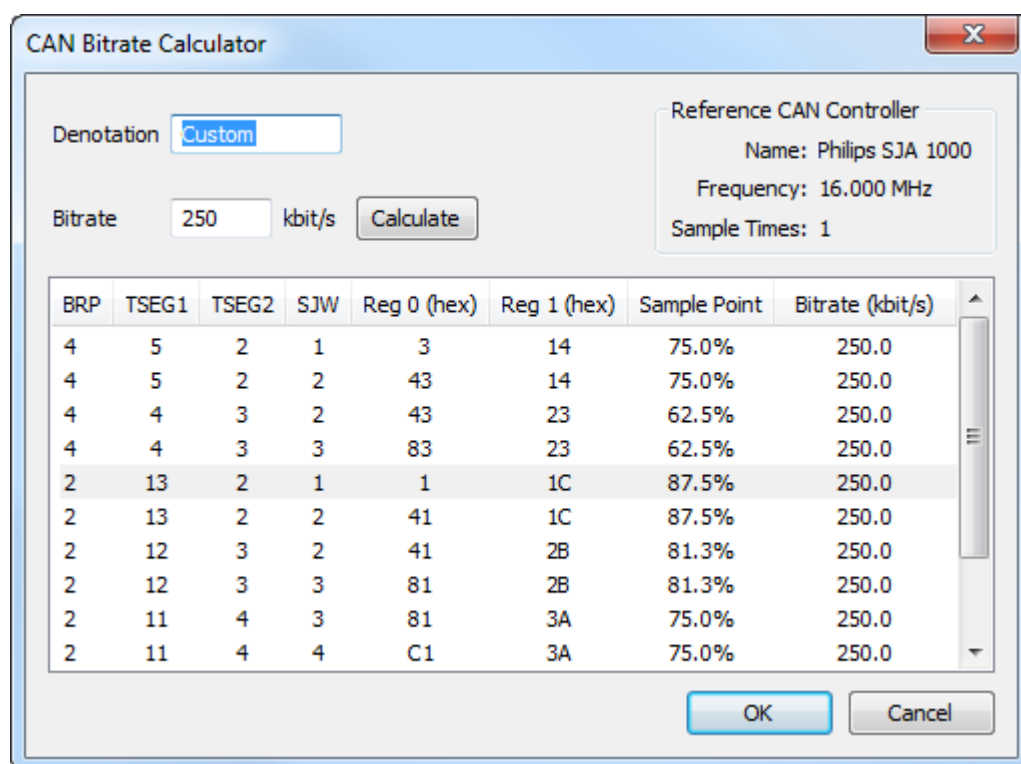 CAN Bitrate Calculator
Denotation Custom
Bitrate 250 kbit/s Calculate
Reference CAN Controller
Name: Philips SJA 1000
Frequency: 16.000 MHz
Sample Times: 1
BRP TSEG1 TSEG2 SJW Reg 0 (hex) Reg 1 (hex) Sample Point Bitrate (kbit/s)
4 5 2 1 3 14 75.0% 250.0
4 5 2 2 43 14 75.0% 250.0
4 4 3 2 43 23 62.5% 250.0
4 4 3 3 83 23 62.5% 250.0
2 13 2 1 1 1C 87.5% 250.0
2 13 2 2 41 1C 87.5% 250.0
2 12 3 2 41 2B 81.3% 250.0
2 12 3 3 81 2B 81.3% 250.0
2 11 4 3 81 3A 75.0% 250.0
2 11 4 4 C1 3A 75.0% 250.0
OK Cancel